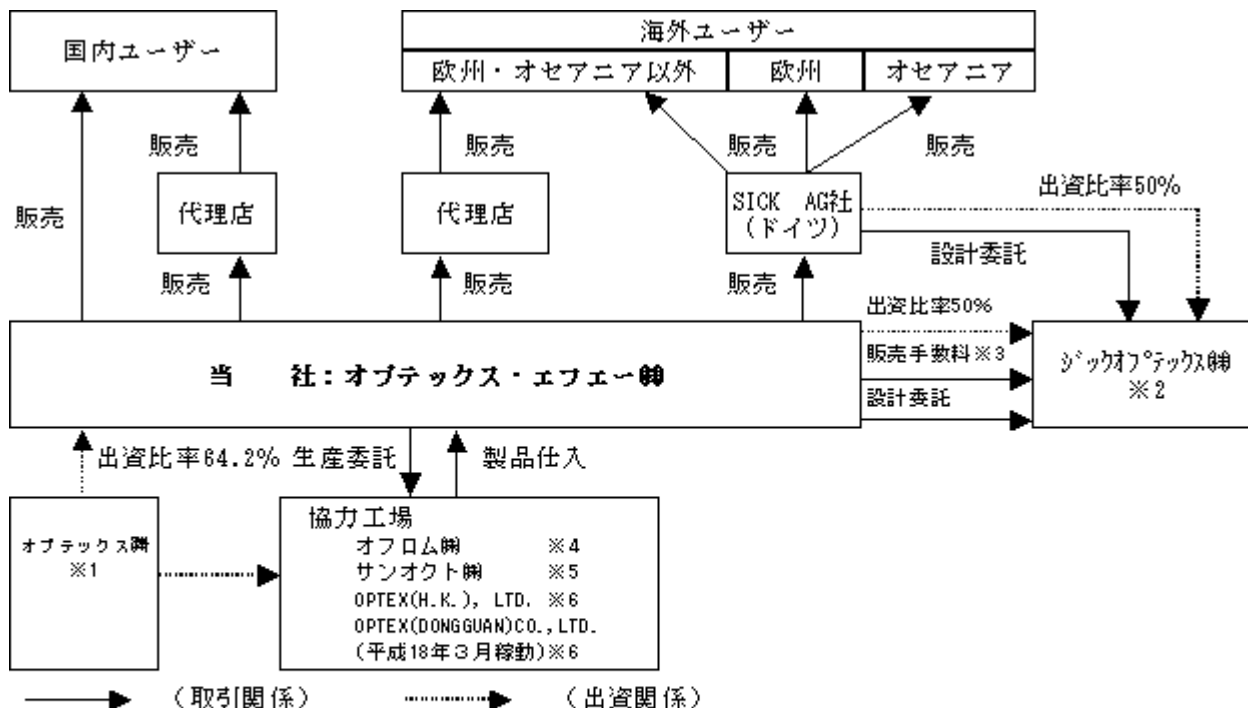 国内ユーザー
海外ユーザー
欧州・オセアニア以外
欧州
オセアニア
販売
販売
販売
販売
販売
販売
代理店
代理店
SICK AG社
(ドイツ)
出資比率50%
設計委託
販売
販売
販売
当 社:オプテックス・エフエー㈱
出資比率50%
販売手数料※3
設計委託
ジックオプテックス㈱
※2
出資比率64.2%
生産委託
製品仕入
オプテックス㈱
※1
協力工場
オフロム㈱ ※4
サンオクト㈱ ※5
OPTEX(H.K.), LTD. ※6
OPTEX(DONGGUAN)CO.,LTD.
(平成18年3月稼動)※6
(取引関係)
(出資関係)